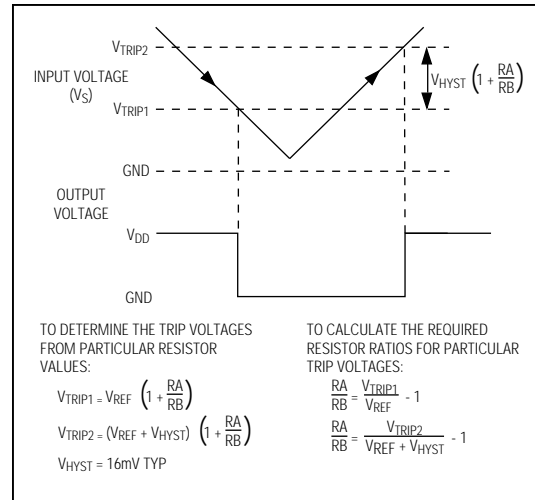 VTRIP2
INPUT VOLTAGE
(VS)
VHYST (1 + RA/RB)
VTRIP1
GND
OUTPUT
VOLTAGE
VDD
GND
TO DETERMINE THE TRIP VOLTAGES
FROM PARTICULAR RESISTOR
VALUES:
VTRIP1 = VREF (1 + RA/RB)
VTRIP2 = (VREF + VHYST) (1 + RA/RB)
VHYST = 16mV TYP
TO CALCULATE THE REQUIRED
RESISTOR RATIOS FOR PARTICULAR
TRIP VOLTAGES:
RA/RB = VTRIP1/VREF - 1
RA/RB = VTRIP2/VREF + VHYST - 1